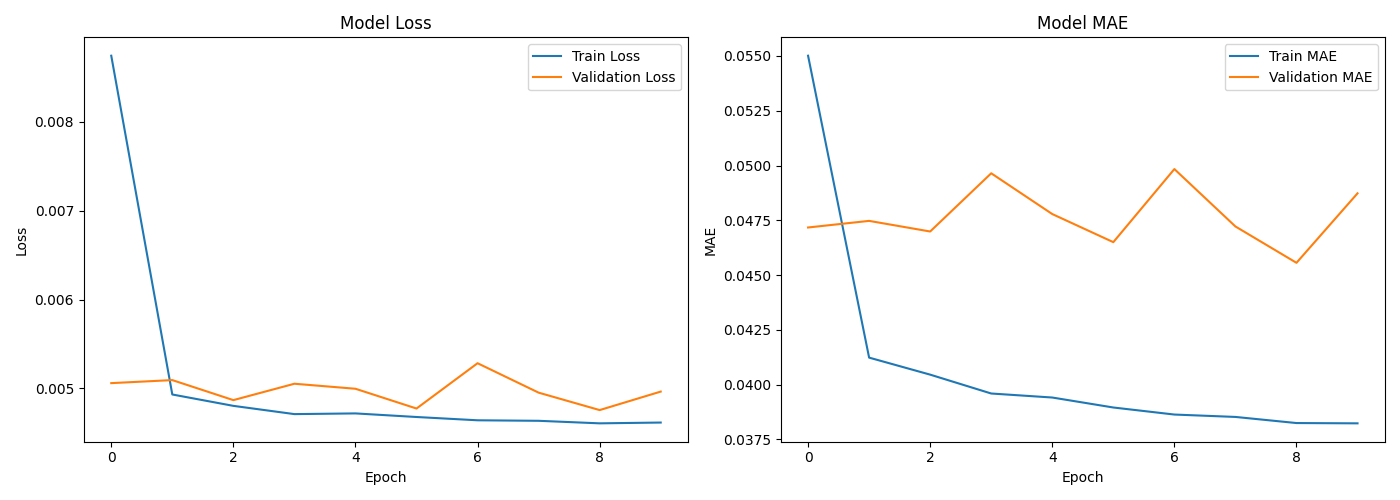 Model Loss
Train Loss
Validation Loss
0.008
0.007
0.006
0.005
Loss
0 2 4 6 8
Epoch
Model MAE
Train MAE
Validation MAE
0.0550
0.0525
0.0500
0.0475
0.0450
0.0425
0.0400
0.0375
MAE
0 2 4 6 8
Epoch